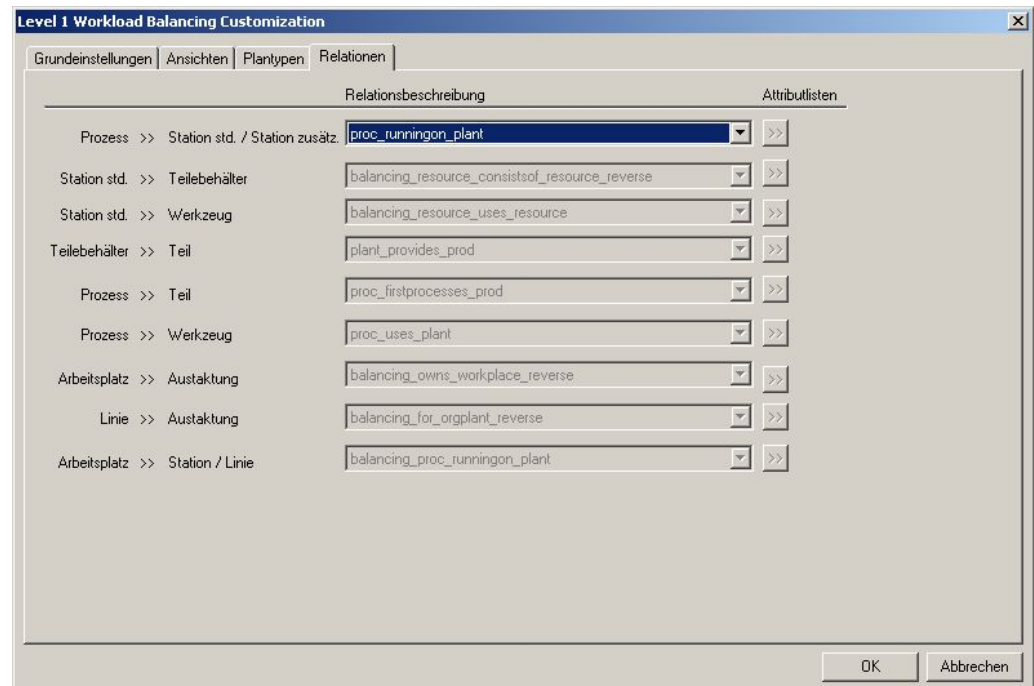 Level 1 Workload Balancing Customization
Grundeinstellungen Ansichten Plantypen Relationen
Relationsbeschreibung Attributlisten
Prozess >> Station std. / Station zusätz. proc_runningon_plant >>
Station std. >> Teilebehälter balancing_resource_consistsof_resource_reverse >>
Station std. >> Werkzeug balancing_resource_uses_resource >>
Teilebehälter >> Teil plant_provides_prod >>
Prozess >> Teil proc_firstprocesses_prod >>
Prozess >> Werkzeug proc_uses_plant >>
Arbeitsplatz >> Austaktung balancing_owns_workplace_reverse >>
Linie >> Austaktung balancing_for_orgplant_reverse >>
Arbeitsplatz >> Station / Linie balancing_proc_runningon_plant >>
OK Abbrechen